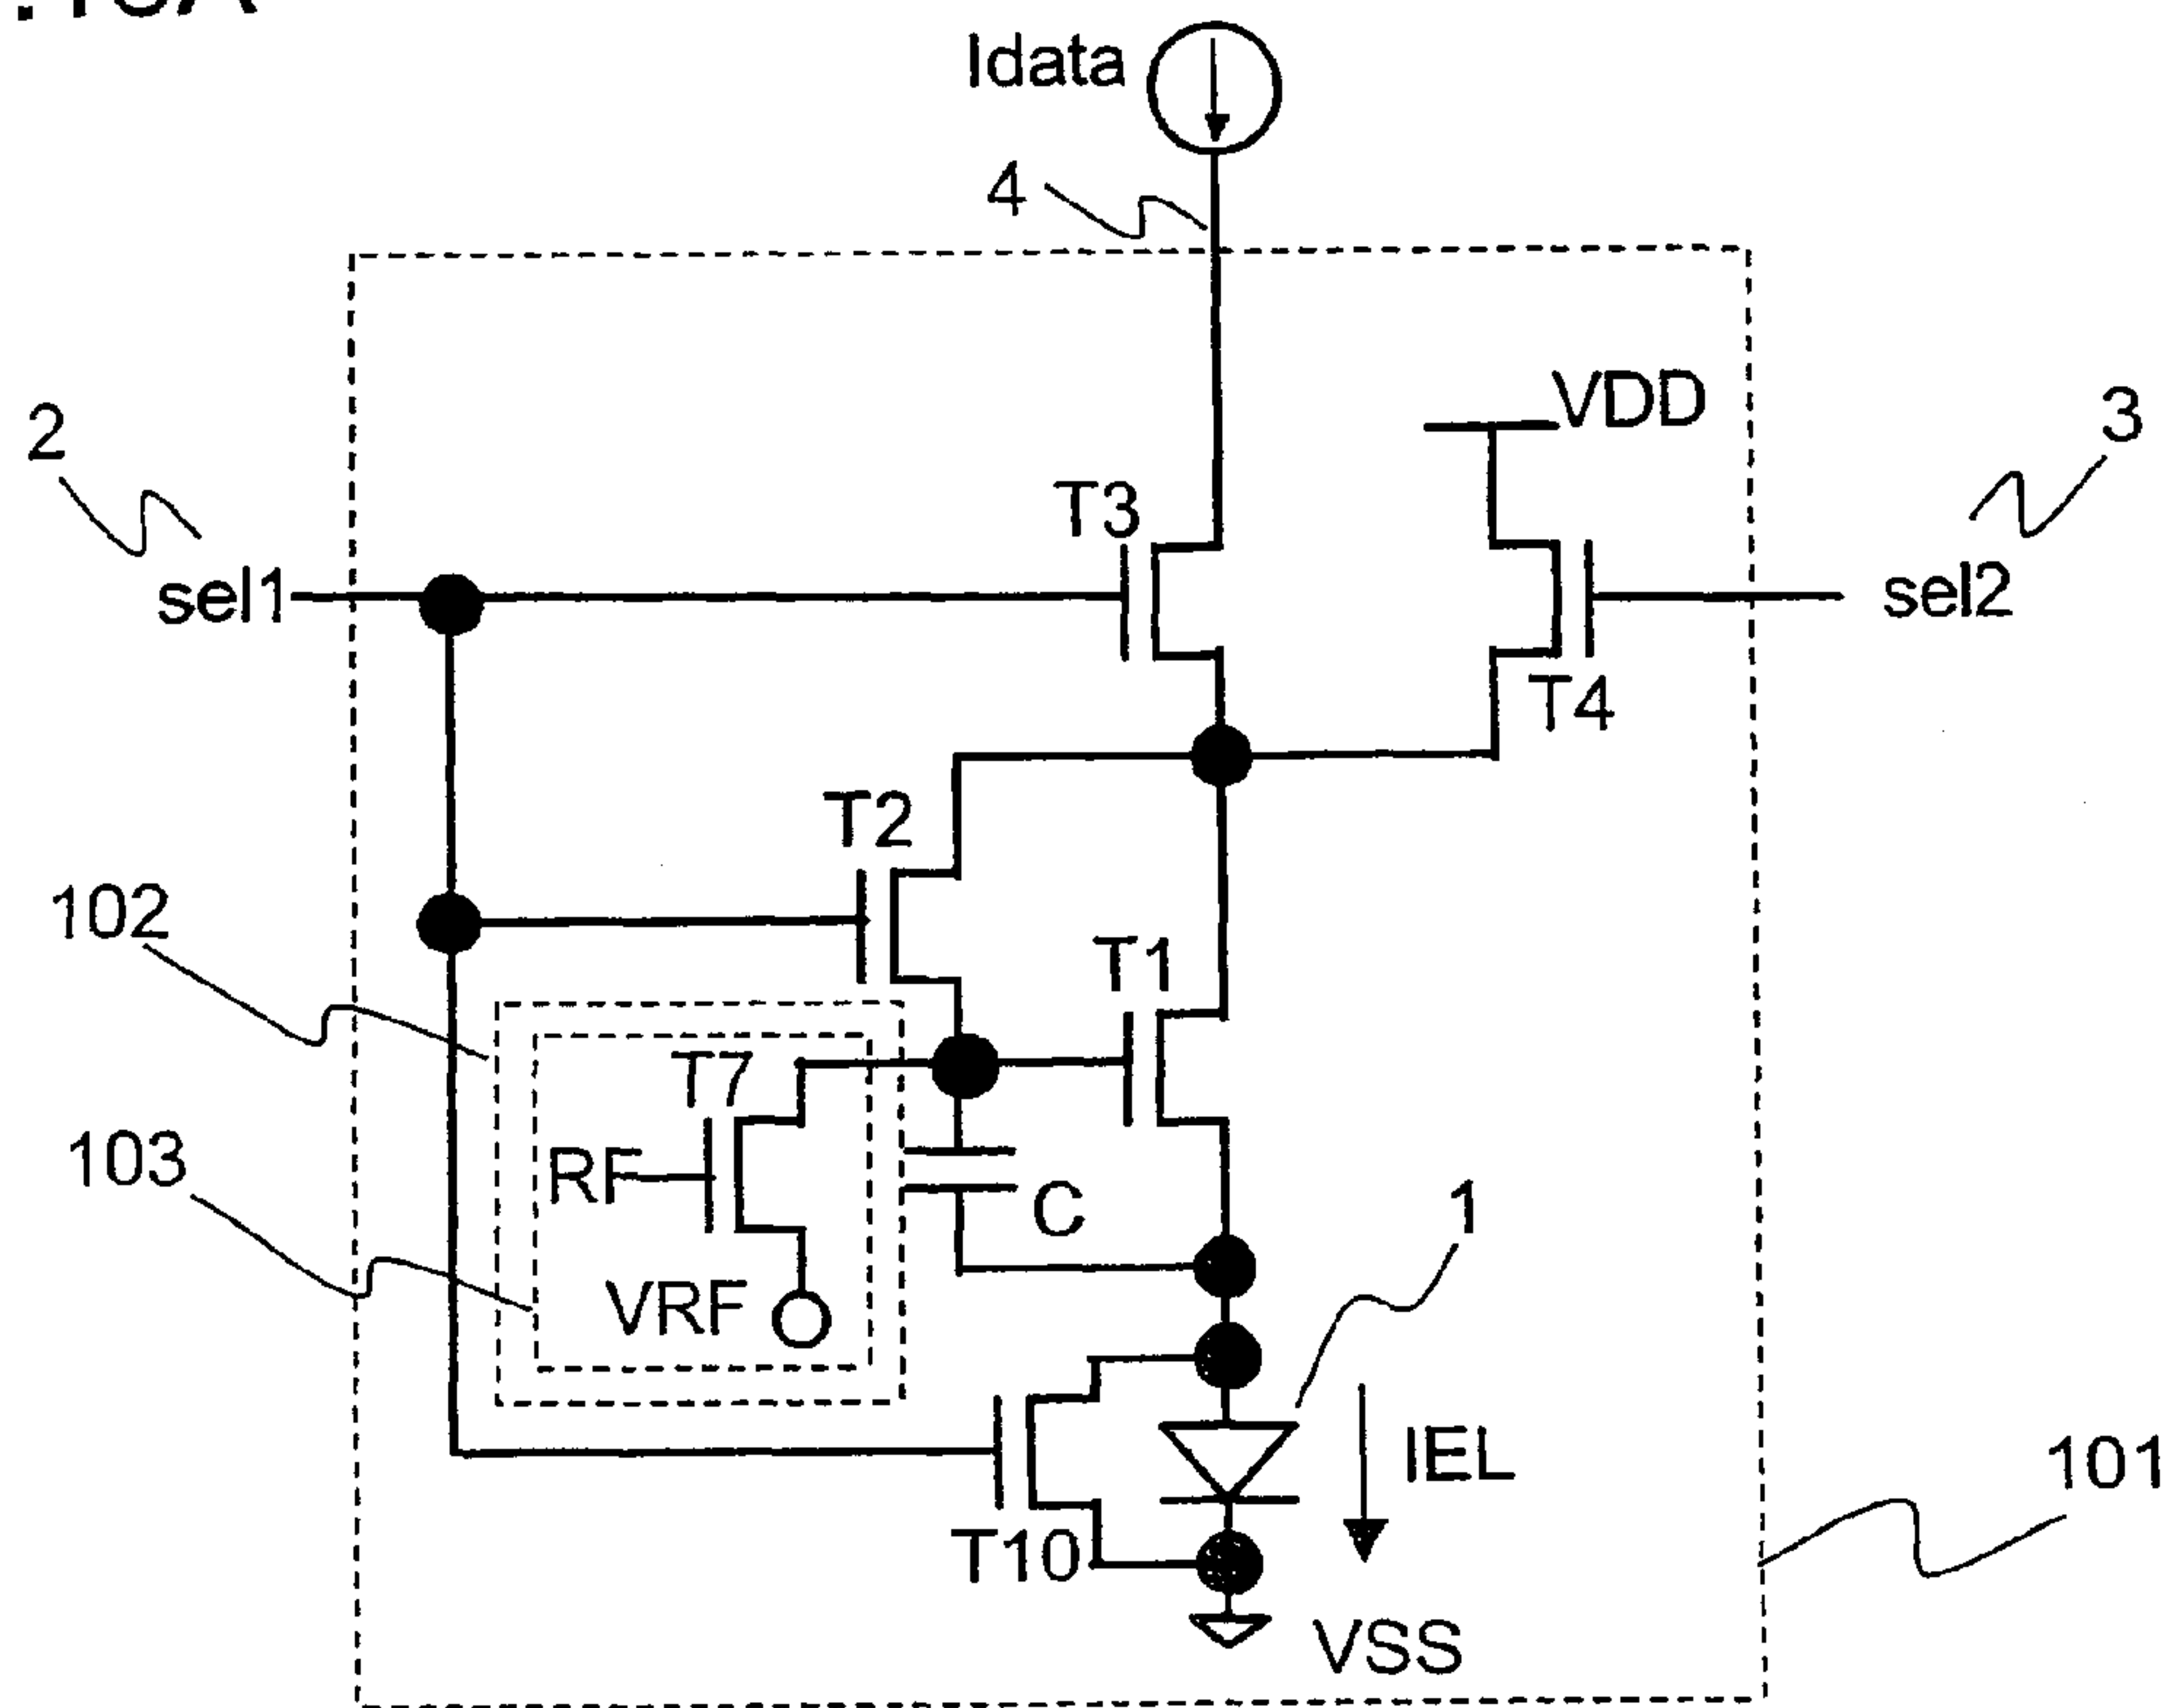 Idata
4
VDD
2
3
T3
sel1
sel2
T4
T2
102
T1
T7
103
RF
C
1
VRF
IEL
101
T10
VSS